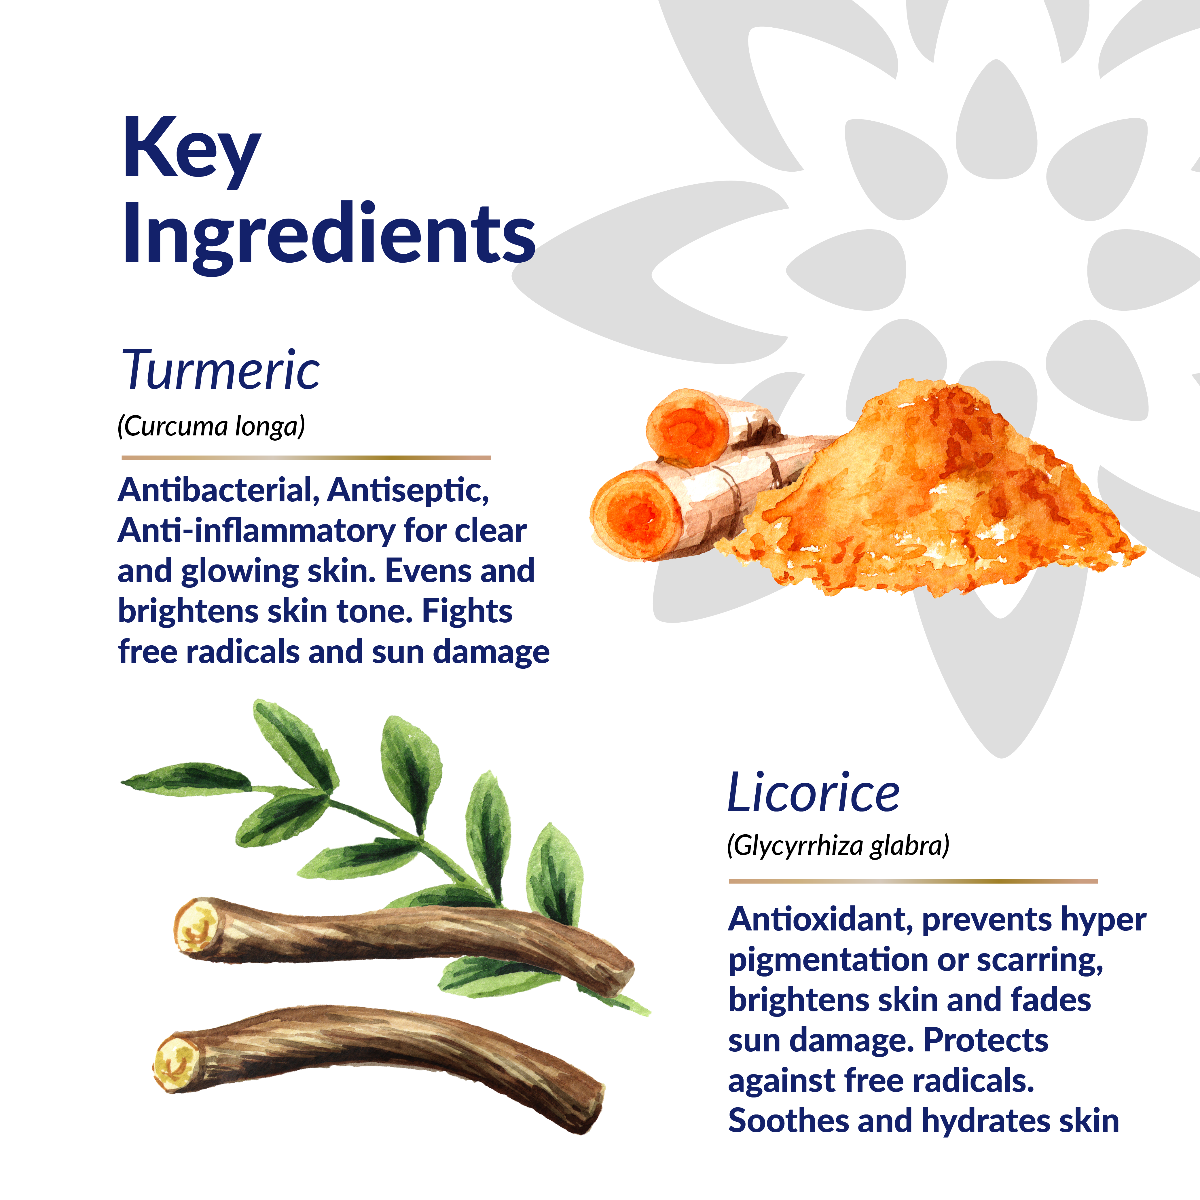 Key
Ingredients
Turmeric
(Curcuma longa)
Antibacterial, Antiseptic,
Anti-inflammatory for clear
and glowing skin. Evens and
brightens skin tone. Fights
free radicals and sun damage
Licorice
(Glycyrrhiza glabra)
Antioxidant, prevents hyper
pigmentation or scarring,
brightens skin and fades
sun damage. Protects
against free radicals.
Soothes and hydrates skin